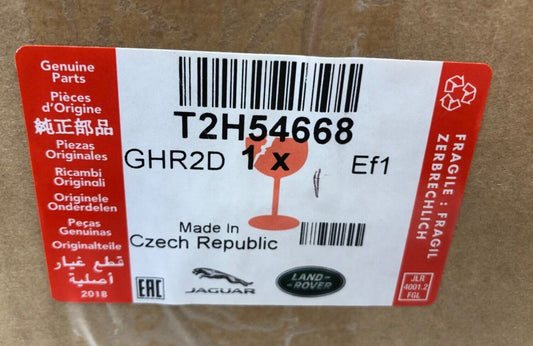 Genuine
Parts
Pièces
d'Origine
純正部品
Piezas
Originales
Ricambi
Originali
Originele
Onderdelen
Peças
Genuinas
Originalteile
قطع غيار
أصلية
2018
T2H54668
GHR2D 1 x Ef1
Made In
Czech Republic
EAC
JAGUAR
LAND-
ROVER
FRAGILE : FRAGIL
ZERBRECHLICH
JLR
4001.2
FGL